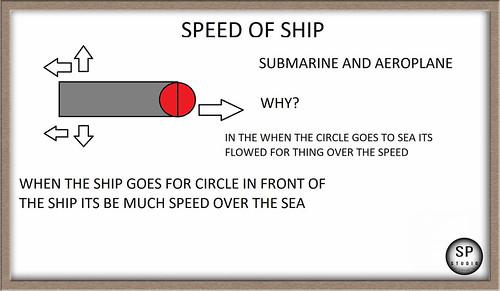 SPEED OF SHIP
SUBMARINE AND AEROPLANE
WHY?
IN THE WHEN THE CIRCLE GOES TO SEA ITS
FLOWED FOR THING OVER THE SPEED
WHEN THE SHIP GOES FOR CIRCLE IN FRONT OF
THE SHIP ITS BE MUCH SPEED OVER THE SEA
SP
STUDIO